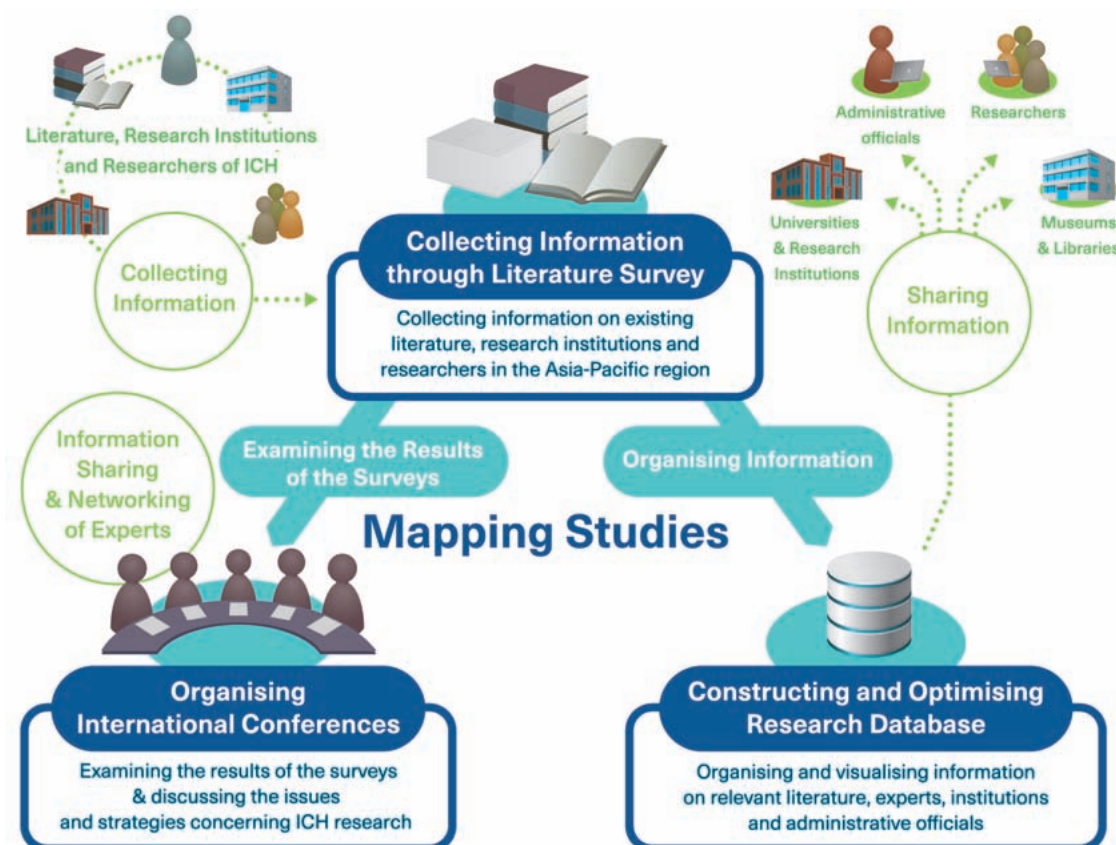 Literature, Research Institutions
and Researchers of ICH
Collecting
Information
Administrative
officials
Researchers
Universities
& Research
Institutions
Museums
& Libraries
Sharing
Information
Collecting Information
through Literature Survey
Collecting information on existing
literature, research institutions and
researchers in the Asia-Pacific region
Information
Sharing
& Networking
of Experts
Examining the Results
of the Surveys
Organising Information
Mapping Studies
Organising
International Conferences
Examining the results of the surveys
& discussing the issues
and strategies concerning ICH research
Constructing and Optimising
Research Database
Organising and visualising information
on relevant literature, experts, institutions
and administrative officials